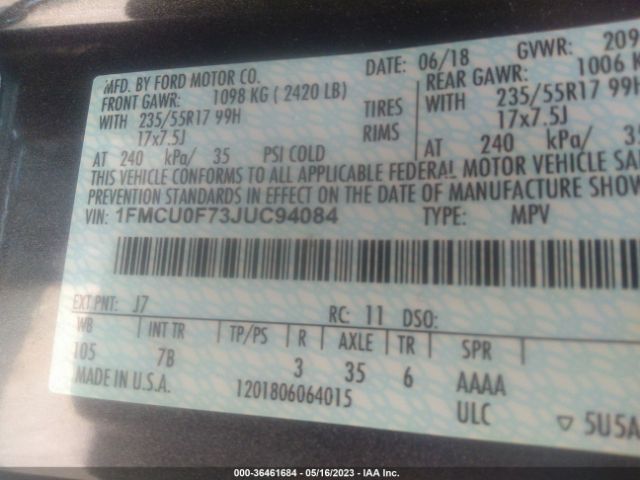 MFD. BY FORD MOTOR CO.
DATE: 06/18 GVWR: 209
FRONT GAWR: 1098 KG ( 2420 LB)
REAR GAWR: 1006 K
WITH 235/55R17 99H TIRES WITH 235/55R17 99H
17x7.5J RIMS 17x7.5J
AT 240 kPa/ 35 PSI COLD AT 240 kPa/ 3
THIS VEHICLE CONFORMS TO ALL APPLICABLE FEDERAL MOTOR VEHICLE SA
PREVENTION STANDARDS IN EFFECT ON THE DATE OF MANUFACTURE SHOW
VIN: 1FMCU0F73JUC94084 TYPE: MPV
EXT PNT: J7 RC: 11 DSO:
WB INT TR TP/PS R AXLE TR SPR
105 7B 3 35 6 AAAA
MADE IN U.S.A. 1201806064015 ULC ▽ 5U5A
000-36461684 / 05/16/2023 - IAA Inc.